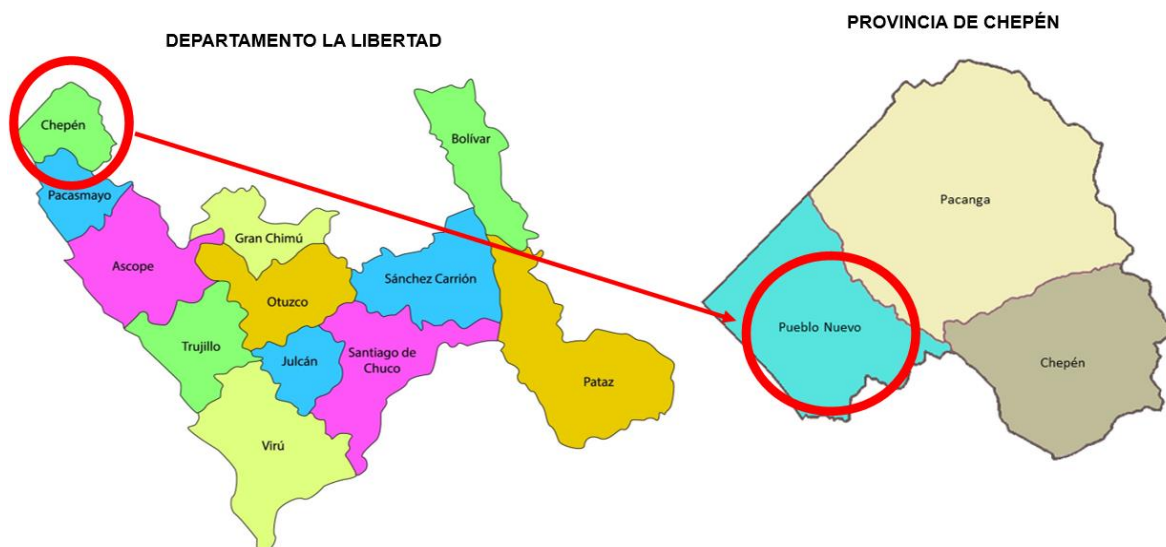 DEPARTAMENTO LA LIBERTAD
Chepén
Pacasmayo
Ascope
Gran Chimú
Otuzco
Trujillo
Julcán
Virú
Santiago de
Chuco
Sánchez Carrión
Bolívar
Pataz
PROVINCIA DE CHEPÉN
Pacanga
Pueblo Nuevo
Chepén